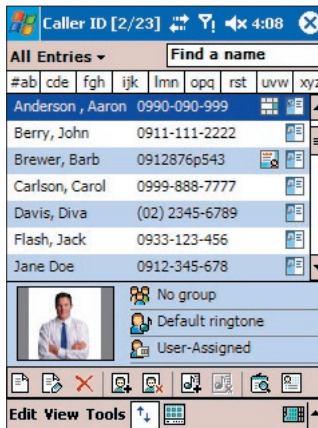 Caller ID [2/23] 4:08
All Entries Find a name
#ab cde fgh ijk lmn opq rst uvw xyz
Anderson , Aaron 0990-090-999
Berry, John 0911-111-2222
Brewer, Barb 0912876p543
Carlson, Carol 0999-888-7777
Davis, Diva (02) 2345-6789
Flash, Jack 0933-123-456
Jane Doe 0912-345-678
No group
Default ringtone
User-Assigned
Edit View Tools